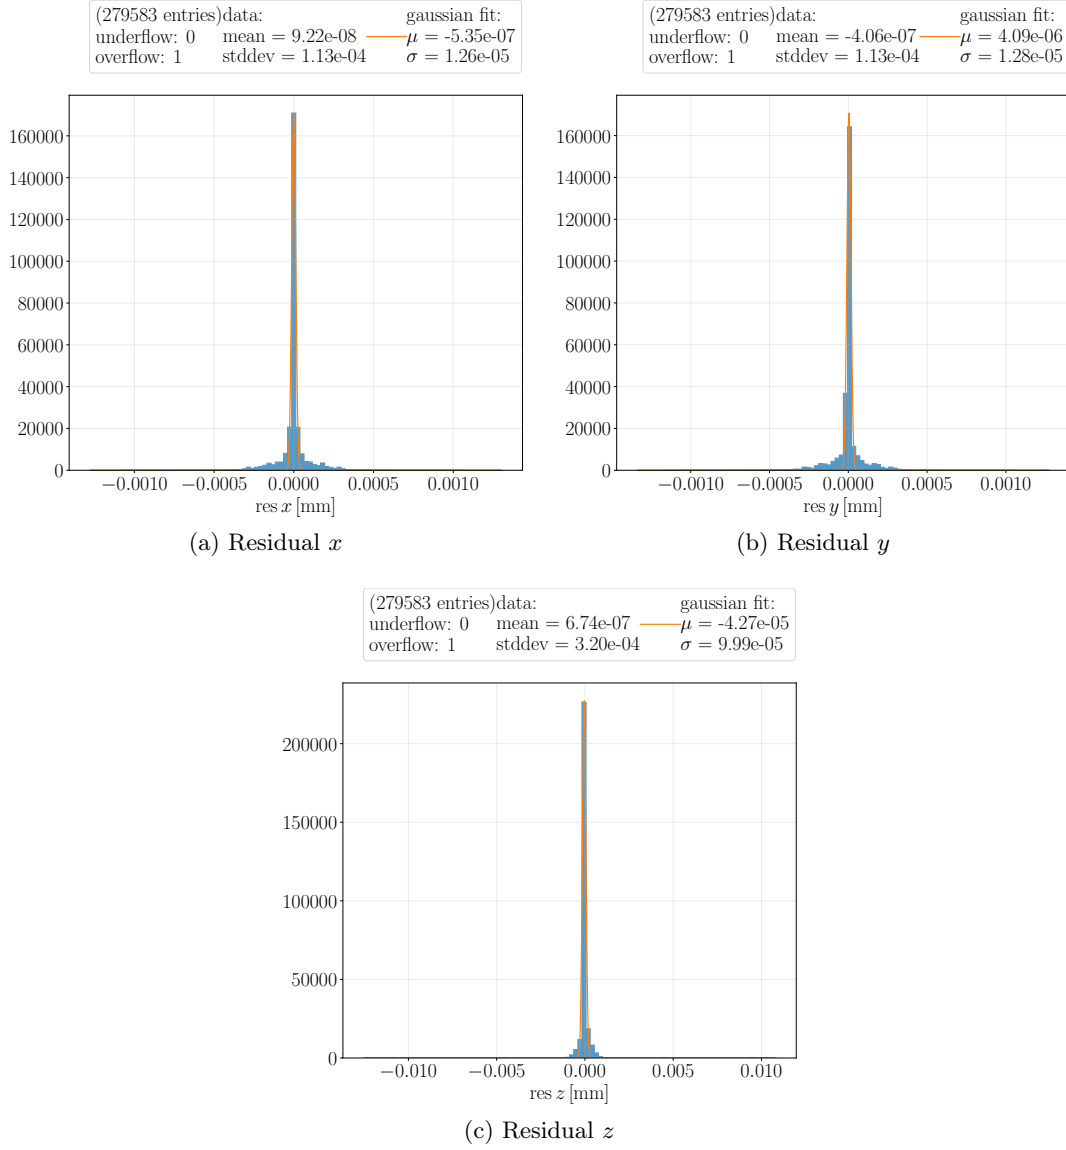 (279583 entries)data: gaussian fit:
underflow: 0 mean = 9.22e-08 μ = -5.35e-07
overflow: 1 stddev = 1.13e-04 σ = 1.26e-05
160000
140000
120000
100000
80000
60000
40000
20000
0
−0.0010 −0.0005 0.0000 0.0005 0.0010
res x [mm]
(a) Residual x
(279583 entries)data: gaussian fit:
underflow: 0 mean = -4.06e-07 μ = 4.09e-06
overflow: 1 stddev = 1.13e-04 σ = 1.28e-05
160000
140000
120000
100000
80000
60000
40000
20000
0
−0.0010 −0.0005 0.0000 0.0005 0.0010
res y [mm]
(b) Residual y
(279583 entries)data: gaussian fit:
underflow: 0 mean = 6.74e-07 μ = -4.27e-05
overflow: 1 stddev = 3.20e-04 σ = 9.99e-05
200000
150000
100000
50000
0
−0.010 −0.005 0.000 0.005 0.010
res z [mm]
(c) Residual z